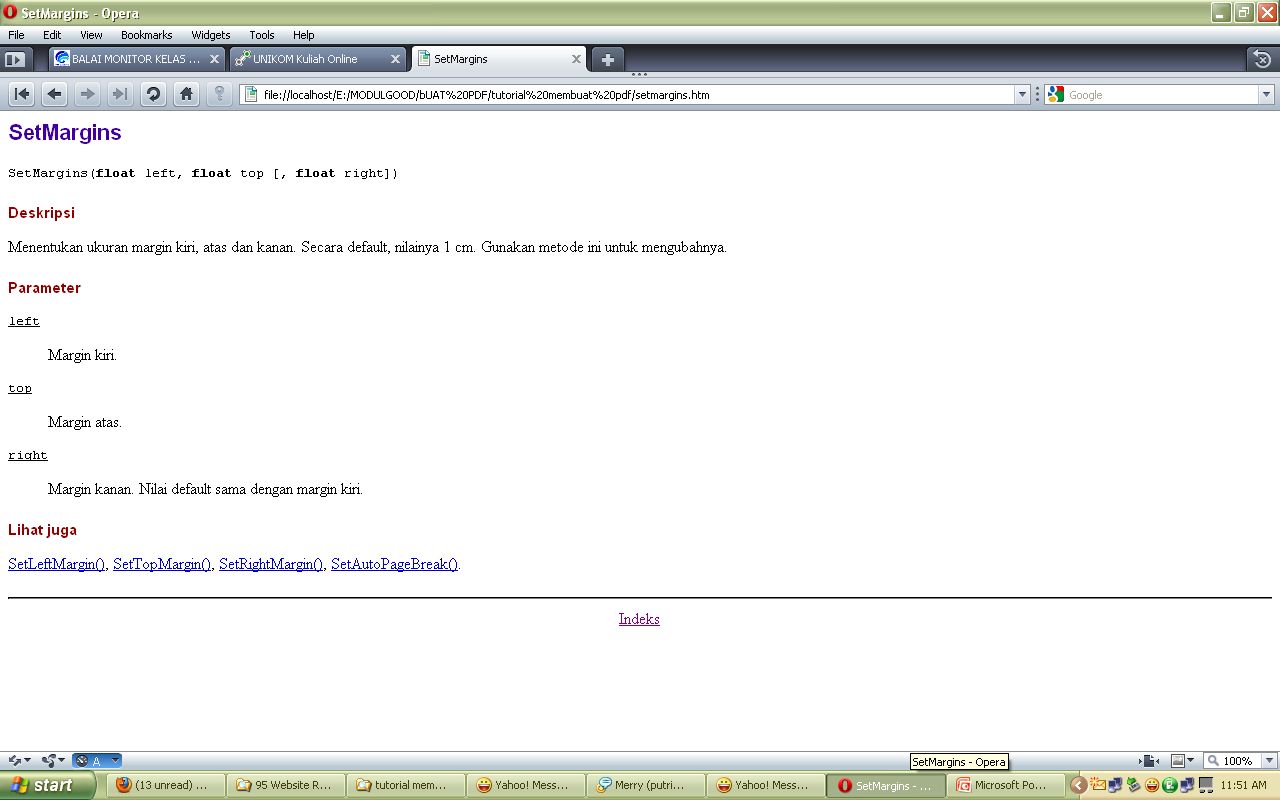 SetMargins - Opera
File Edit View Bookmarks Widgets Tools Help
BALAI MONITOR KELAS ... UNIKOM Kuliah Online SetMargins
file://localhost/E:/MODULGOOD/bUAT%20PDF/tutorial%20membuat%20pdf/setmargins.htm Google
SetMargins
SetMargins(float left, float top [, float right])
Deskripsi
Menentukan ukuran margin kiri, atas dan kanan. Secara default, nilainya 1 cm. Gunakan metode ini untuk mengubahnya.
Parameter
left
Margin kiri.
top
Margin atas.
right
Margin kanan. Nilai default sama dengan margin kiri.
Lihat juga
SetLeftMargin(), SetTopMargin(), SetRightMargin(), SetAutoPageBreak().
Indeks
SetMargins - Opera
A 100%
start (13 unread) ... 95 Website R... tutorial mem... Yahoo! Mess... Merry (putri... Yahoo! Mess... SetMargins - ... Microsoft Po... 11:51 AM